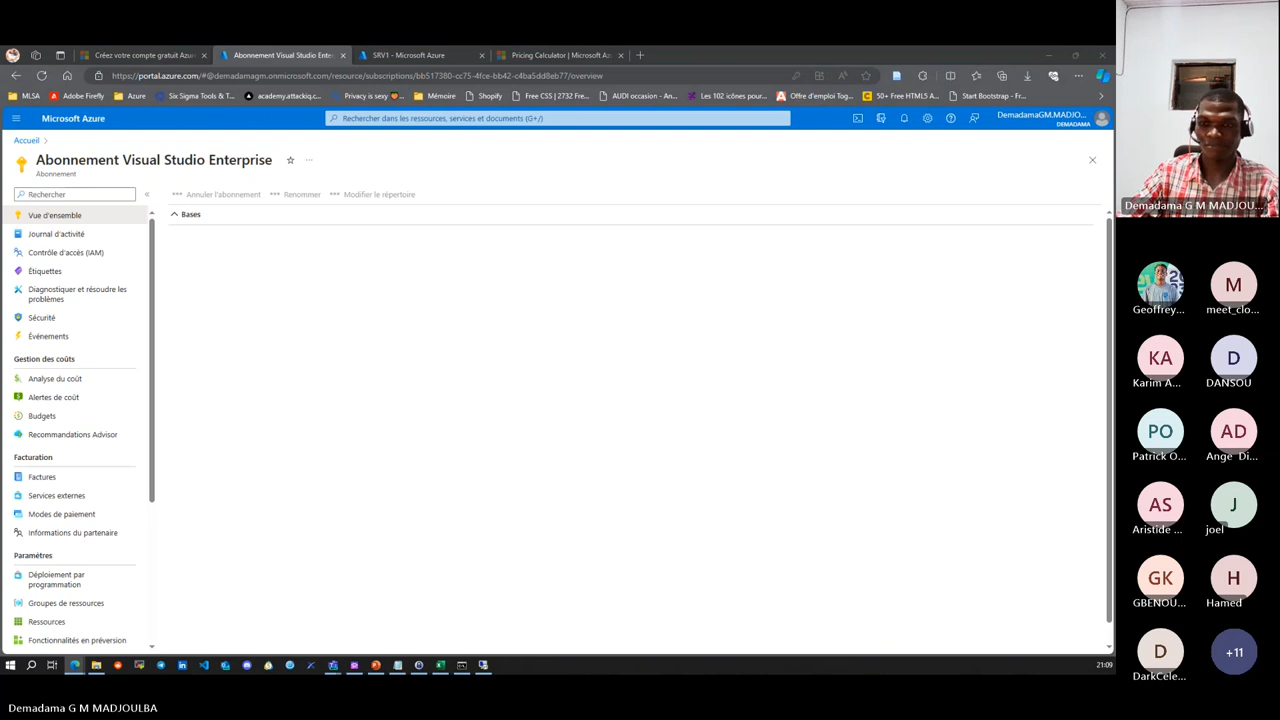 Créez votre compte gratuit Azure
Abonnement Visual Studio Enter
SRV1 - Microsoft Azure
Pricing Calculator | Microsoft Az
https://portal.azure.com/#@demadamagm.onmicrosoft.com/resource/subscriptions/bb517380-cc75-4fce-bb42-c4ba5dd8eb77/overview
MLSA
Adobe Firefly
Azure
Six Sigma Tools & T...
academy.attackiq.c...
Privacy is sexy
Mémoire
Shopify
Free CSS | 2732 Fre...
AUDI occasion - An...
Les 102 icônes pour...
Offre d'emploi Tog...
50+ Free HTML5 A...
Start Bootstrap - Fr...
Microsoft Azure
Rechercher dans les ressources, services et documents (G+/)
DemadamaGM.MADJO...
DEMADAMA
Accueil
Abonnement Visual Studio Enterprise
Abonnement
Rechercher
Annuler l'abonnement
Renommer
Modifier le répertoire
Bases
Vue d'ensemble
Journal d'activité
Contrôle d'accès (IAM)
Étiquettes
Diagnostiquer et résoudre les
problèmes
Sécurité
Événements
Gestion des coûts
Analyse du coût
Alertes de coût
Budgets
Recommandations Advisor
Facturation
Factures
Services externes
Modes de paiement
Informations du partenaire
Paramètres
Déploiement par
programmation
Groupes de ressources
Ressources
Fonctionnalités en préversion
21:09
Demadama G M MADJOU...
Geoffrey...
M
meet_clo...
KA
Karim A...
D
DANSOU
PO
Patrick O...
AD
Ange Di...
AS
Aristide ...
J
joel
GK
GBENOU...
H
Hamed
D
DarkCele...
+11
Demadama G M MADJOULBA